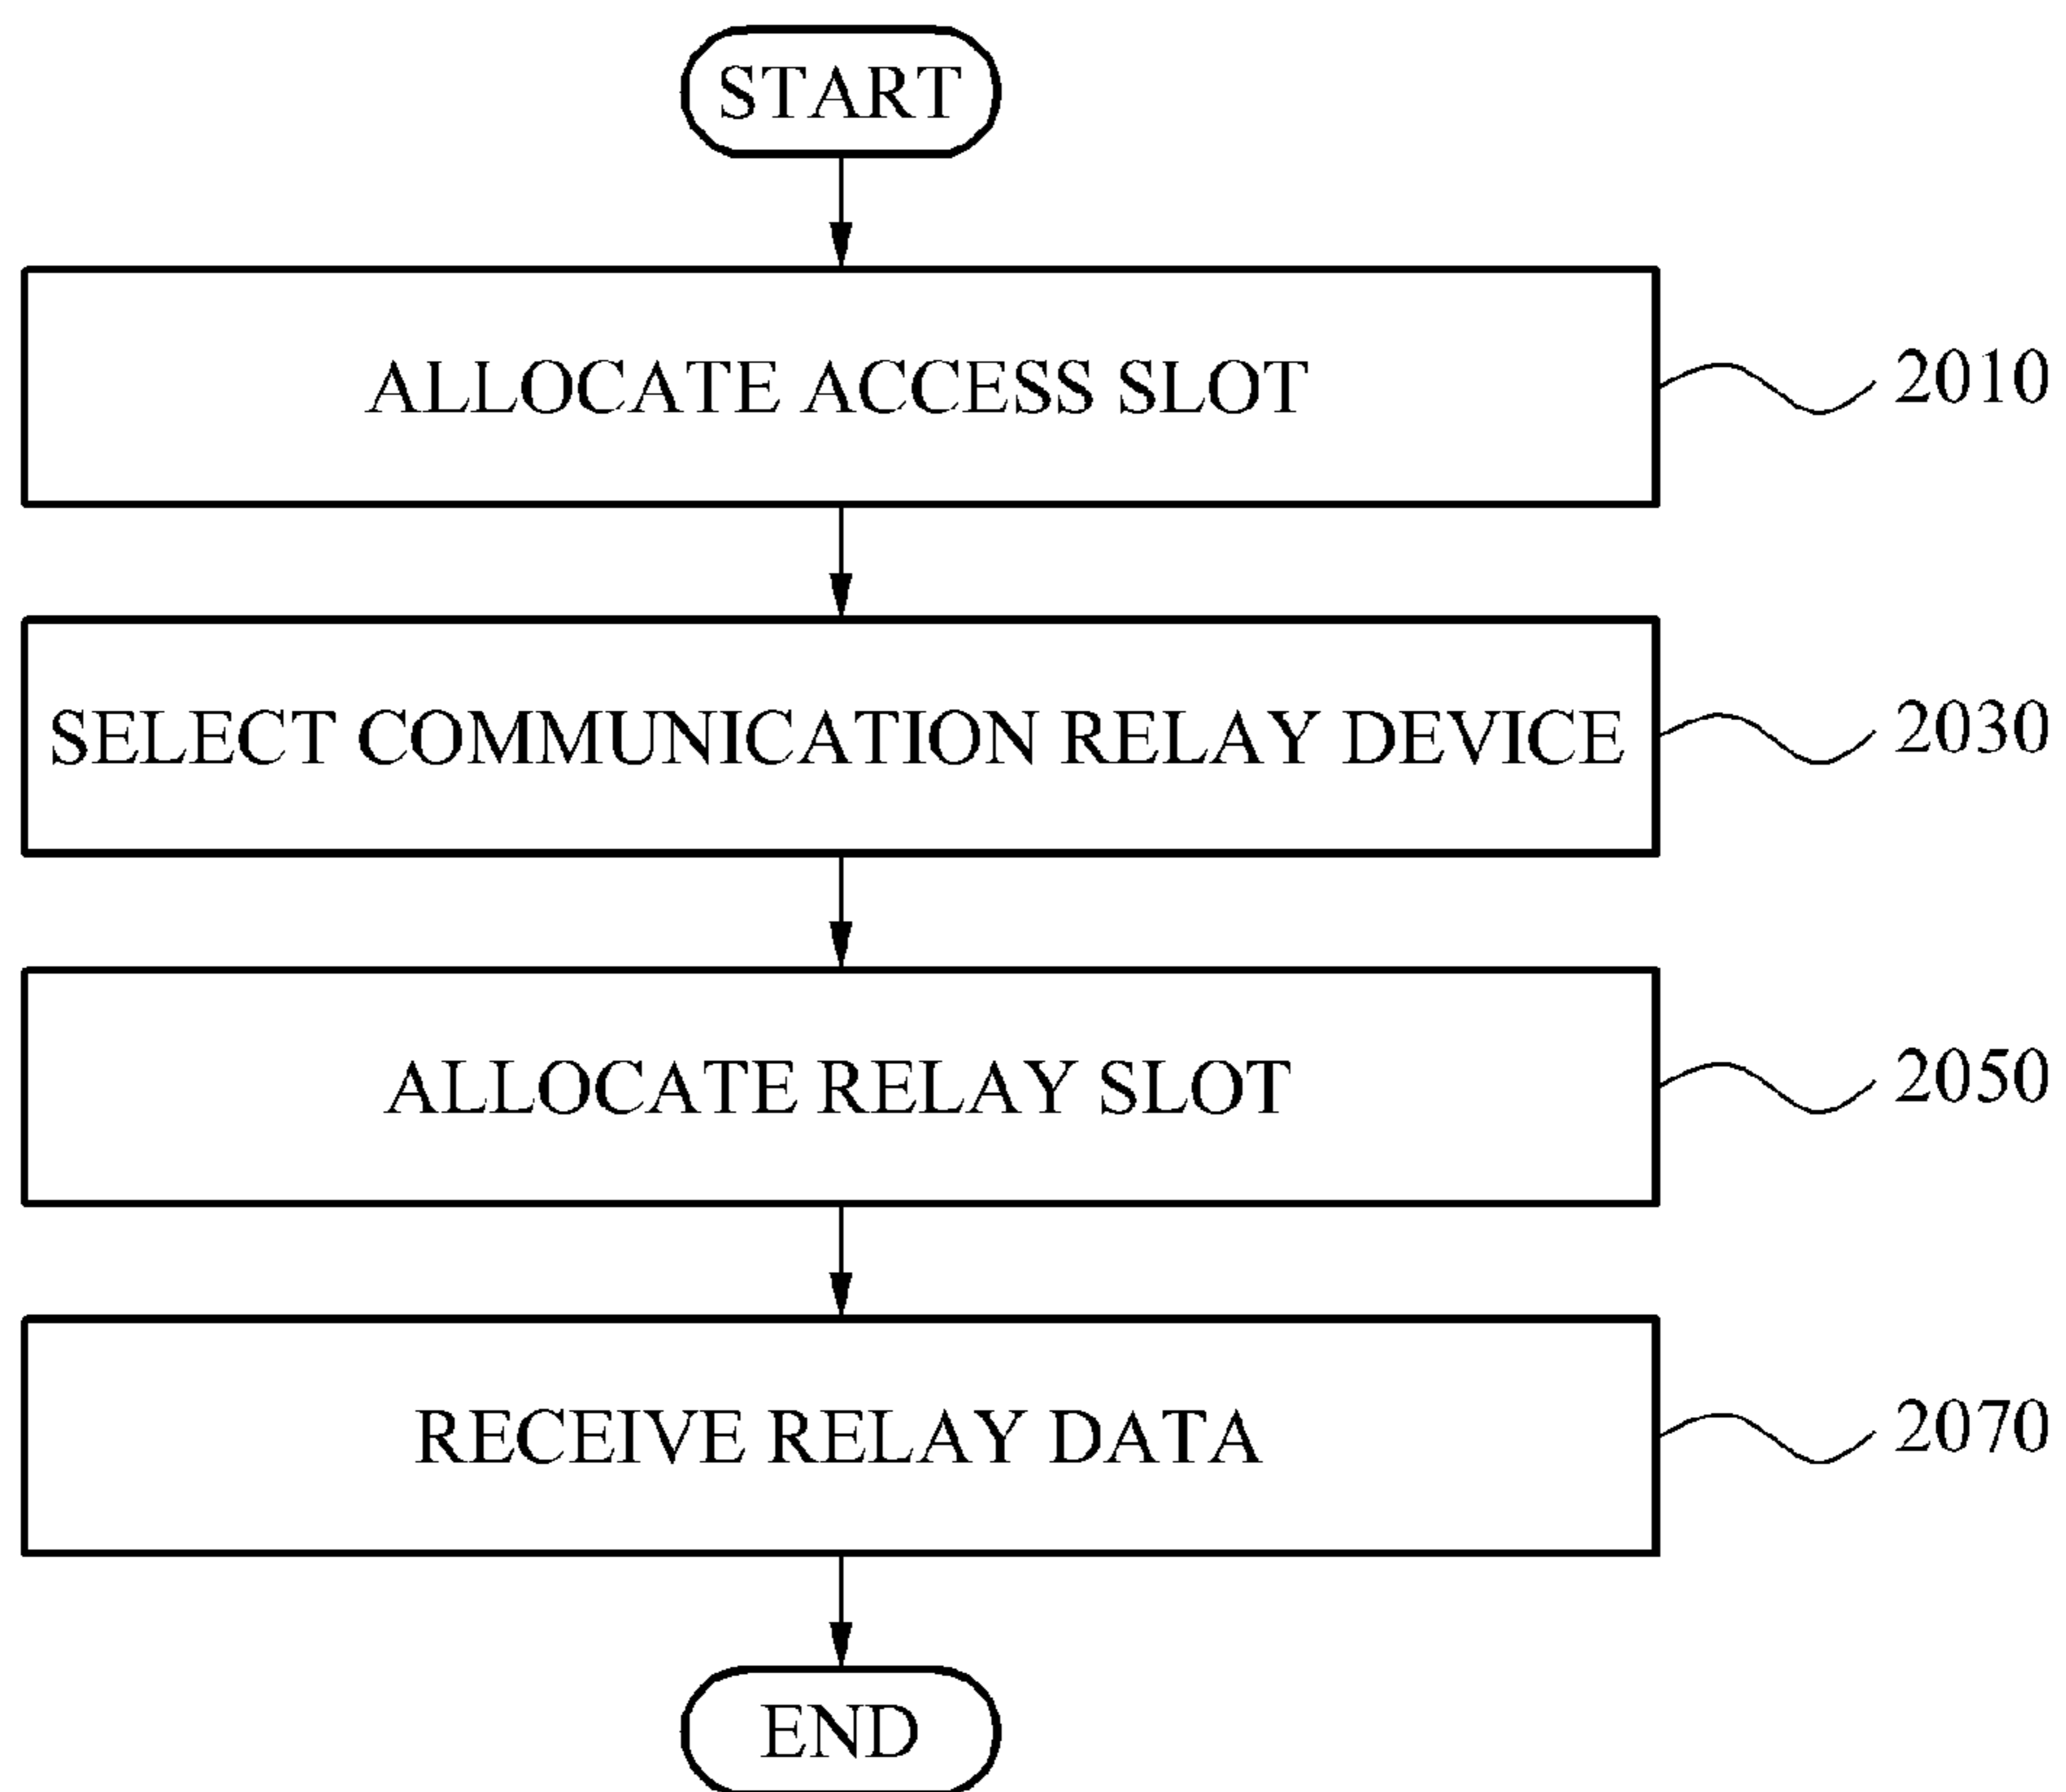 START
ALLOCATE ACCESS SLOT
2010
SELECT COMMUNICATION RELAY DEVICE
2030
ALLOCATE RELAY SLOT
2050
RECEIVE RELAY DATA
2070
END